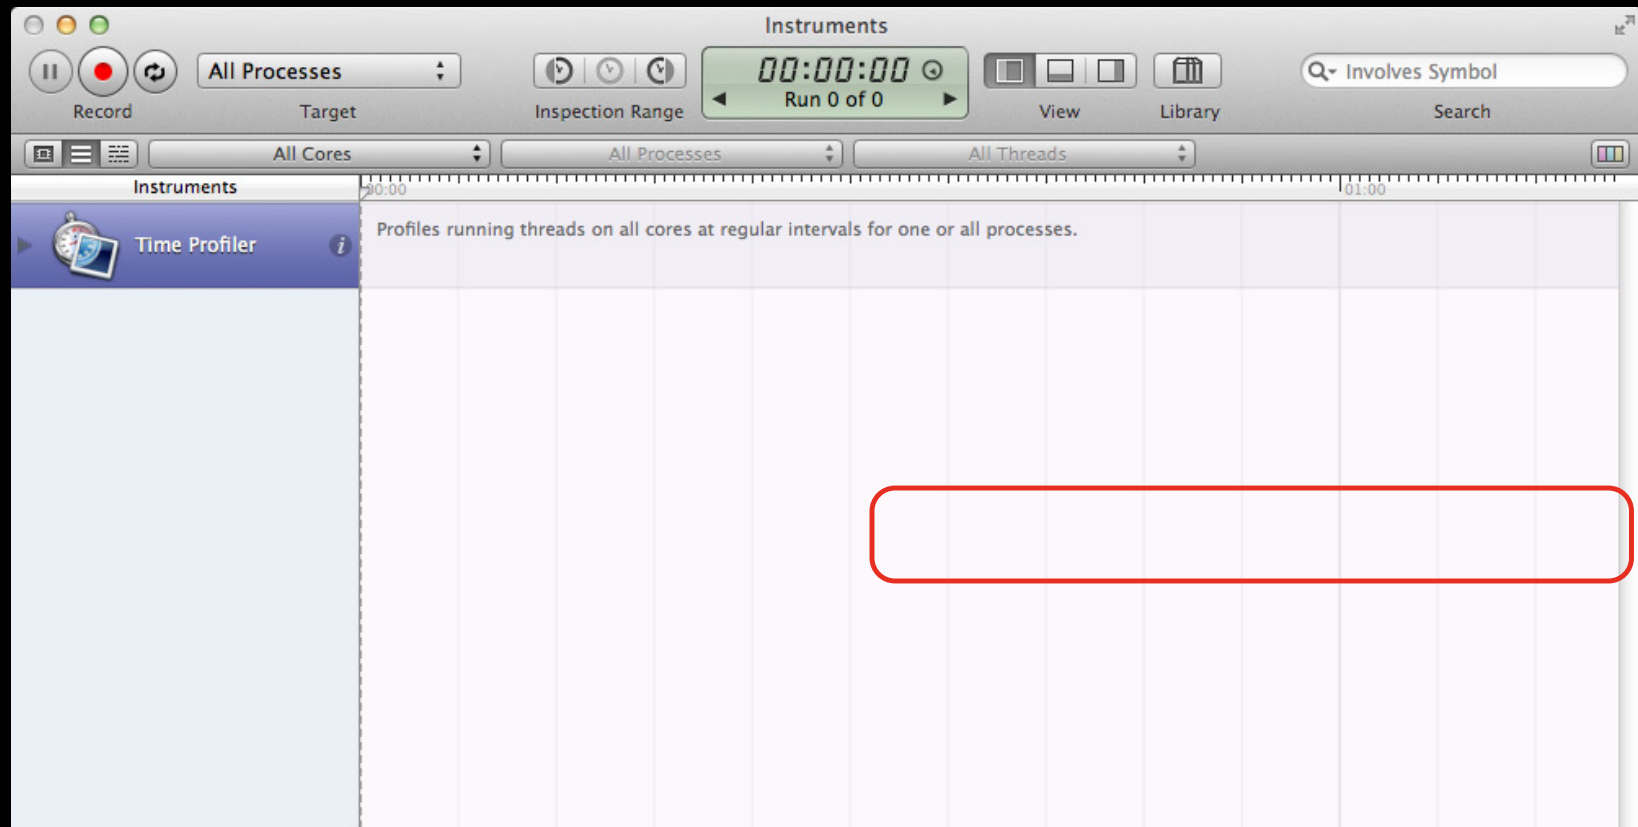 Instruments
All Processes
00:00:00
Run 0 of 0
Involves Symbol
Record
Target
Inspection Range
View
Library
Search
All Cores
All Processes
All Threads
Instruments
00:00
01:00
Time Profiler
Profiles running threads on all cores at regular intervals for one or all processes.